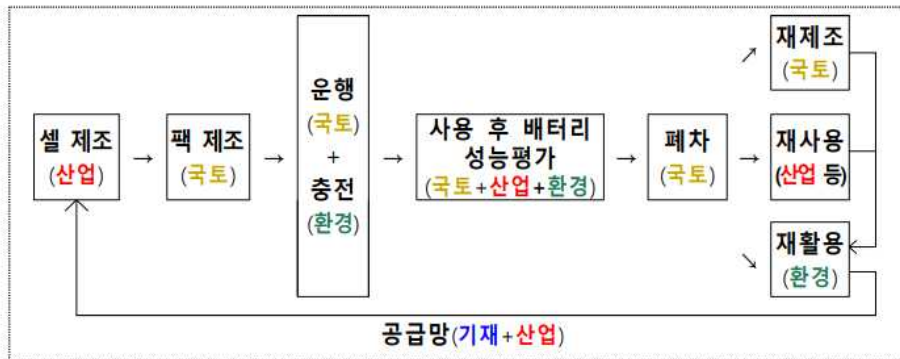 셀 제조
(산업)
→
팩 제조
(국토)
→
운행
(국토)
+
충전
(환경)
→
사용 후 배터리
성능평가
(국토+산업+환경)
→
폐차
(국토)
↗
재제조
(국토)
→
재사용
(산업 등)
↘
재활용
(환경)
공급망(기재+산업)